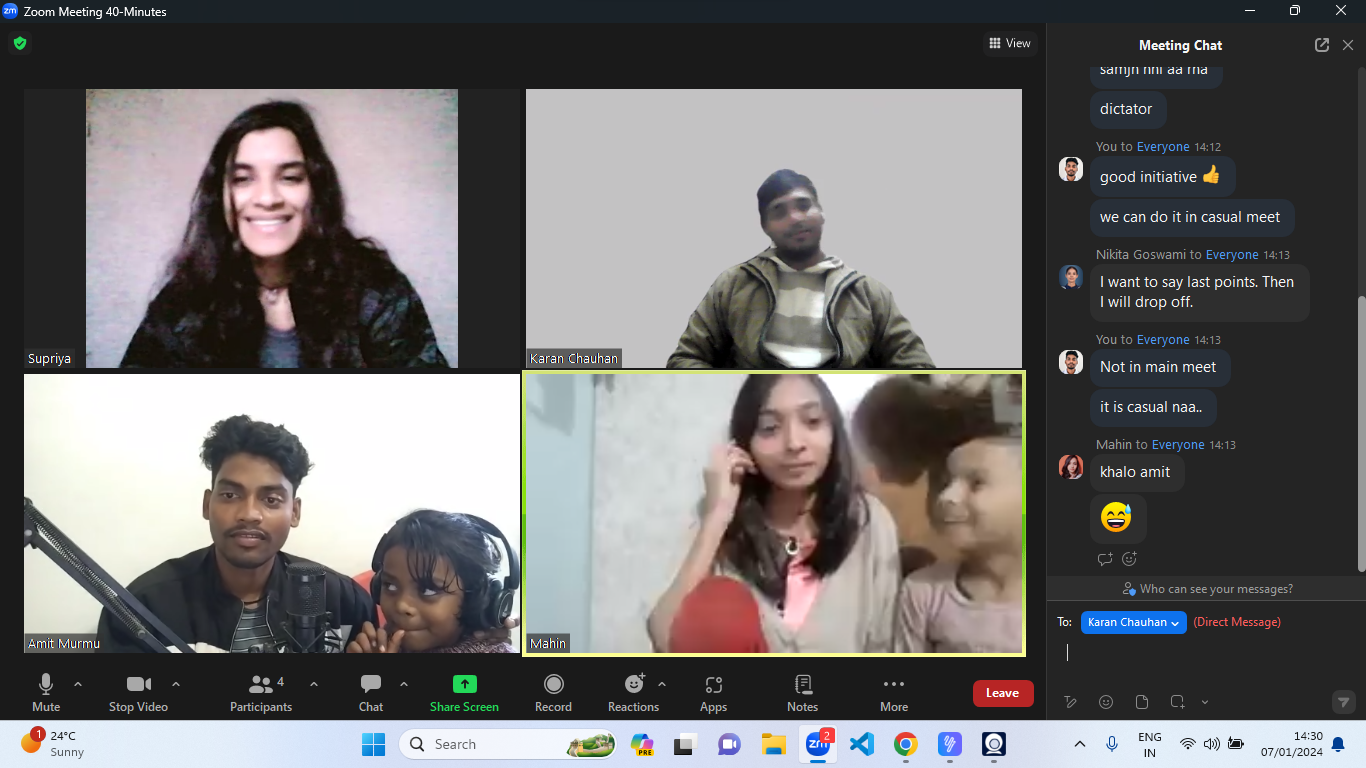 Zoom Meeting 40-Minutes
View
Meeting Chat
samjh nhi aa rha
dictator
You to Everyone 14:12
good initiative 👍
we can do it in casual meet
Nikita Goswami to Everyone 14:13
I want to say last points. Then
I will drop off.
You to Everyone 14:13
Not in main meet
it is casual naa..
Mahin to Everyone 14:13
khalo amit
😅
Who can see your messages?
To: Karan Chauhan (Direct Message)
Supriya
Karan Chauhan
Amit Murmu
Mahin
4
Mute
Stop Video
Participants
Chat
Share Screen
Record
Reactions
Apps
Notes
More
Leave
1
24°C
Sunny
Search
PRE
zm
2
ENG
IN
14:30
07/01/2024